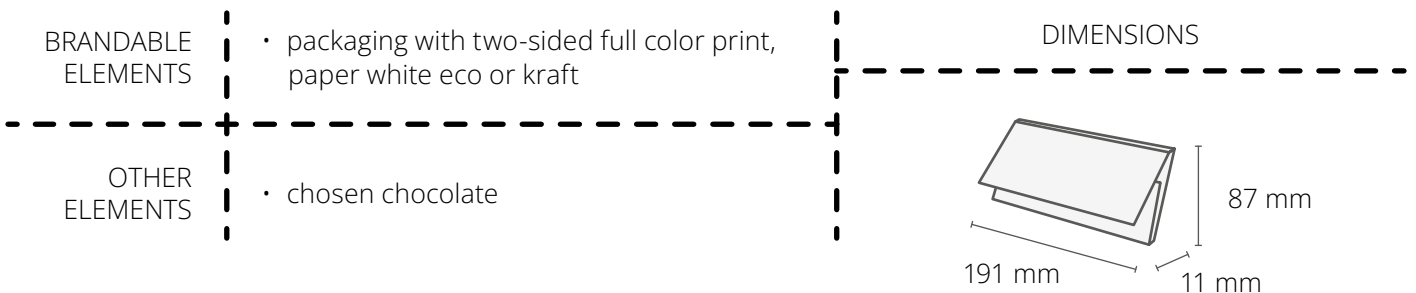 BRANDABLE
ELEMENTS
• packaging with two-sided full color print,
paper white eco or kraft
OTHER
ELEMENTS
• chosen chocolate
DIMENSIONS
87 mm
191 mm
11 mm